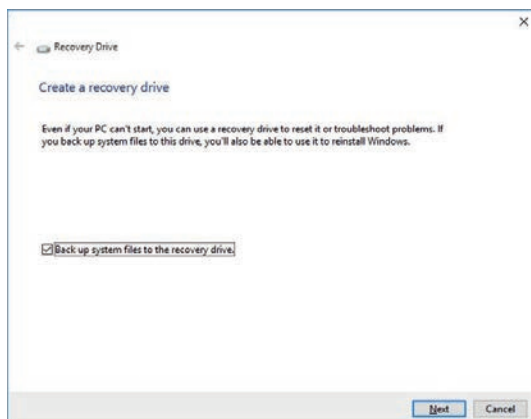 Recovery Drive
Create a recovery drive
Even if your PC can't start, you can use a recovery drive to reset it or troubleshoot problems. If
you back up system files to this drive, you'll also be able to use it to reinstall Windows.
Back up system files to the recovery drive.
Next Cancel